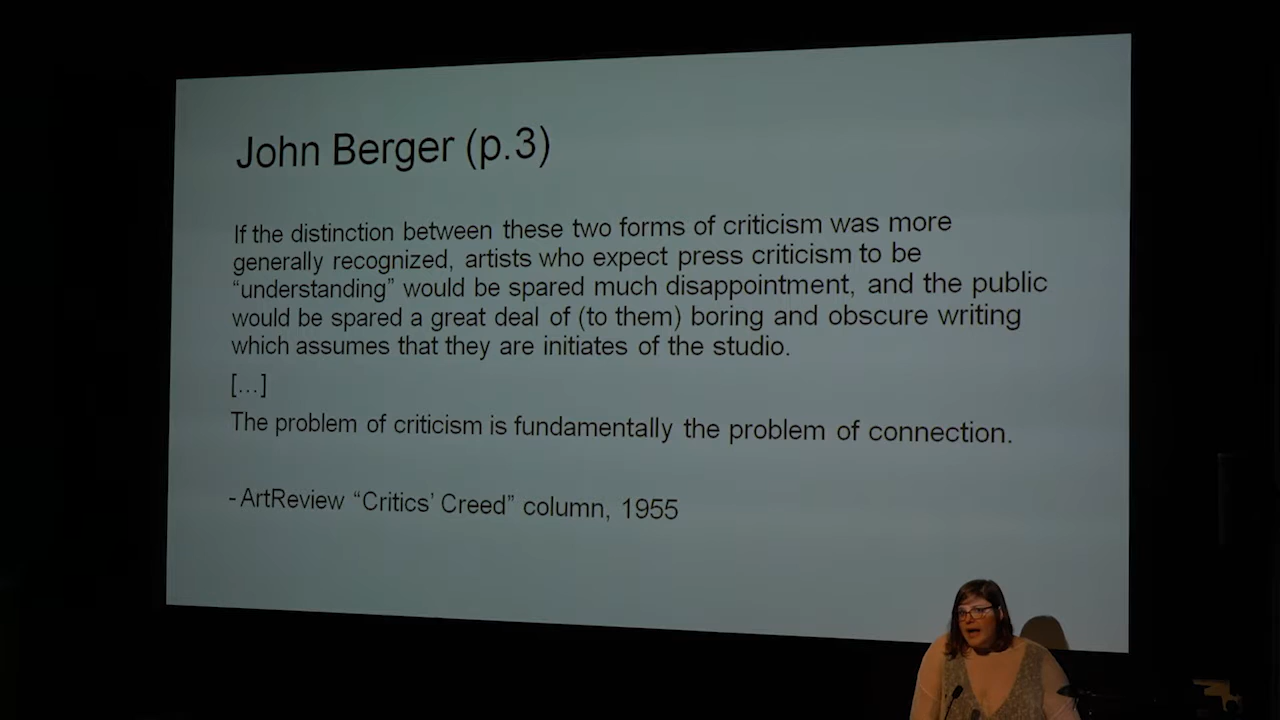 John Berger (p.3)
If the distinction between these two forms of criticism was more
generally recognized, artists who expect press criticism to be
“understanding” would be spared much disappointment, and the public
would be spared a great deal of (to them) boring and obscure writing
which assumes that they are initiates of the studio.
[…]
The problem of criticism is fundamentally the problem of connection.
- ArtReview “Critics’ Creed” column, 1955